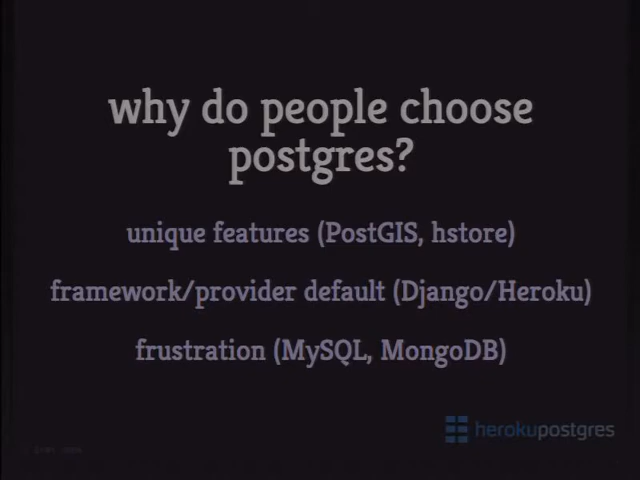 why do people choose
postgres?
unique features (PostGIS, hstore)
framework/provider default (Django/Heroku)
frustration (MySQL, MongoDB)
herokupostgres